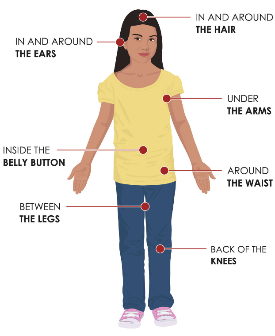 IN AND AROUND
THE HAIR
IN AND AROUND
THE EARS
UNDER
THE ARMS
INSIDE THE
BELLY BUTTON
AROUND
THE WAIST
BETWEEN
THE LEGS
BACK OF THE
KNEES